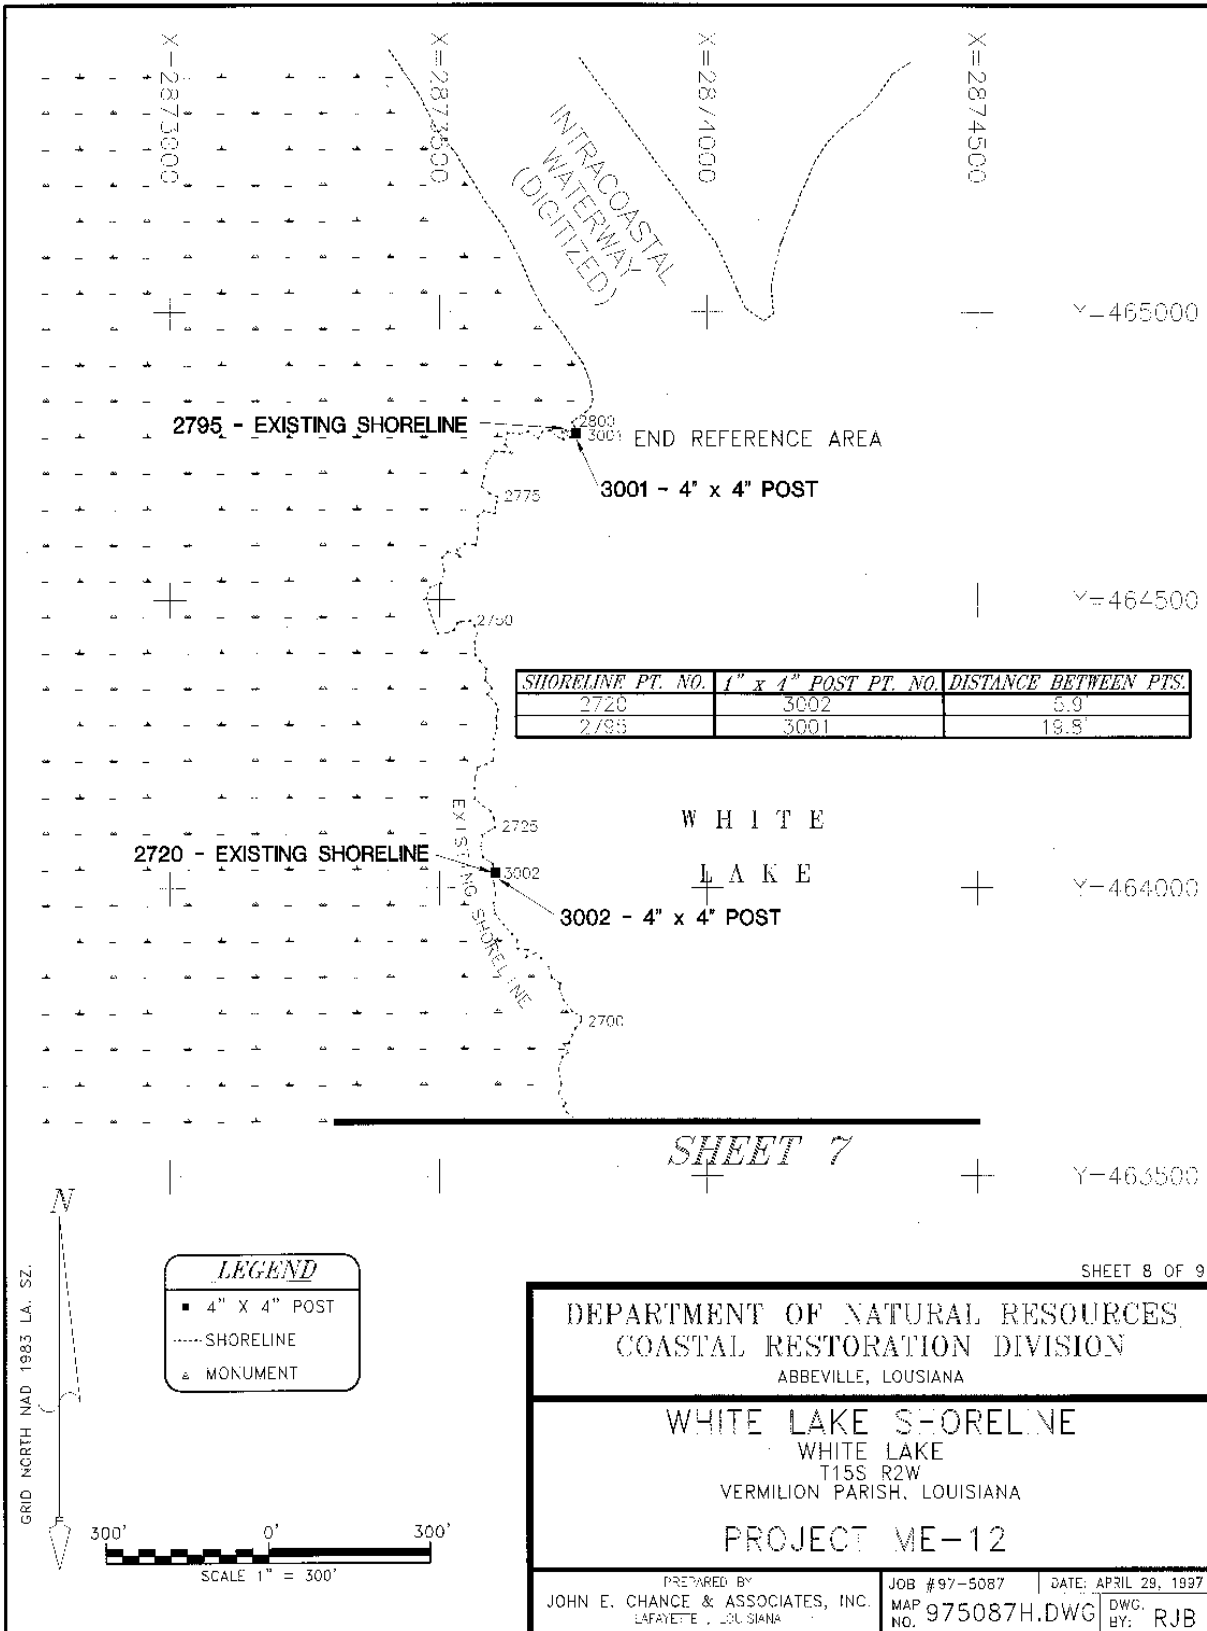 X=2873000
X=2873500
X=2874000
X=2874500
INTRACOASTAL
WATERWAY
(DIGITIZED)
Y=465000
2795 - EXISTING SHORELINE
2800
3001
END REFERENCE AREA
3001 - 4" x 4" POST
2775
Y=464500
2750
SHORELINE PT. NO. 4" x 4" POST PT. NO. DISTANCE BETWEEN PTS.
2720 3002 5.9'
2795 3001 19.8'
WHITE
LAKE
EXISTING SHORELINE
2725
2720 - EXISTING SHORELINE
3002
Y=464000
3002 - 4" x 4" POST
2700
SHEET 7
Y=463500
N
GRID NORTH NAD 1983 LA. SZ.
LEGEND
4" X 4" POST
SHORELINE
MONUMENT
300' 0' 300'
SCALE 1" = 300'
SHEET 8 OF 9
DEPARTMENT OF NATURAL RESOURCES
COASTAL RESTORATION DIVISION
ABBEVILLE, LOUSIANA
WHITE LAKE SHORELINE
WHITE LAKE
T15S R2W
VERMILION PARISH, LOUISIANA
PROJECT ME-12
PREPARED BY
JOHN E. CHANCE & ASSOCIATES, INC.
LAFAYETTE, LOUSIANA
JOB #97-5087 DATE: APRIL 29, 1997
MAP NO. 975087H.DWG DWG. BY: RJB